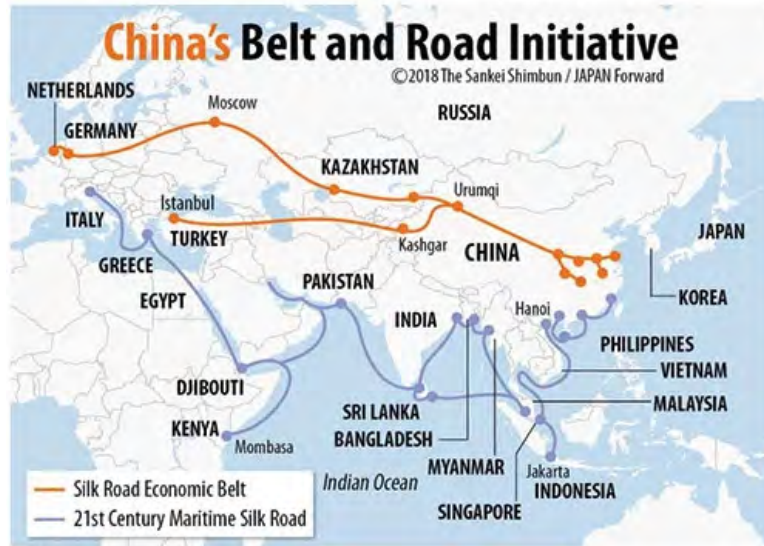 China's Belt and Road Initiative
©2018 The Sankei Shimbun / JAPAN Forward
NETHERLANDS
GERMANY
Moscow
RUSSIA
KAZAKHSTAN
Urumqi
Istanbul
ITALY
TURKEY
Kashgar
CHINA
JAPAN
GREECE
EGYPT
PAKISTAN
INDIA
Hanoi
KOREA
PHILIPPINES
VIETNAM
DJIBOUTI
KENYA
Mombasa
SRI LANKA
BANGLADESH
MALAYSIA
MYANMAR
Jakarta
INDONESIA
SINGAPORE
Indian Ocean
Silk Road Economic Belt
21st Century Maritime Silk Road